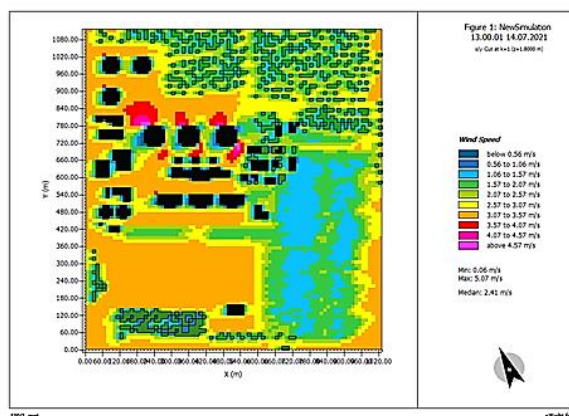 Figure 1: NewSimulation
13.00.01 14.07.2021
x/y Cut at k=1 (z=1.8000 m)
1080.00
1020.00
960.00
900.00
840.00
780.00
720.00
660.00
600.00
540.00
480.00
420.00
360.00
300.00
240.00
180.00
120.00
60.00
0.00
Y (m)
X (m)
Wind Speed
below 0.56 m/s
0.56 to 1.06 m/s
1.06 to 1.57 m/s
1.57 to 2.07 m/s
2.07 to 2.57 m/s
2.57 to 3.07 m/s
3.07 to 3.57 m/s
3.57 to 4.07 m/s
4.07 to 4.57 m/s
above 4.57 m/s
Min: 0.06 m/s
Max: 5.07 m/s
Median: 2.41 m/s